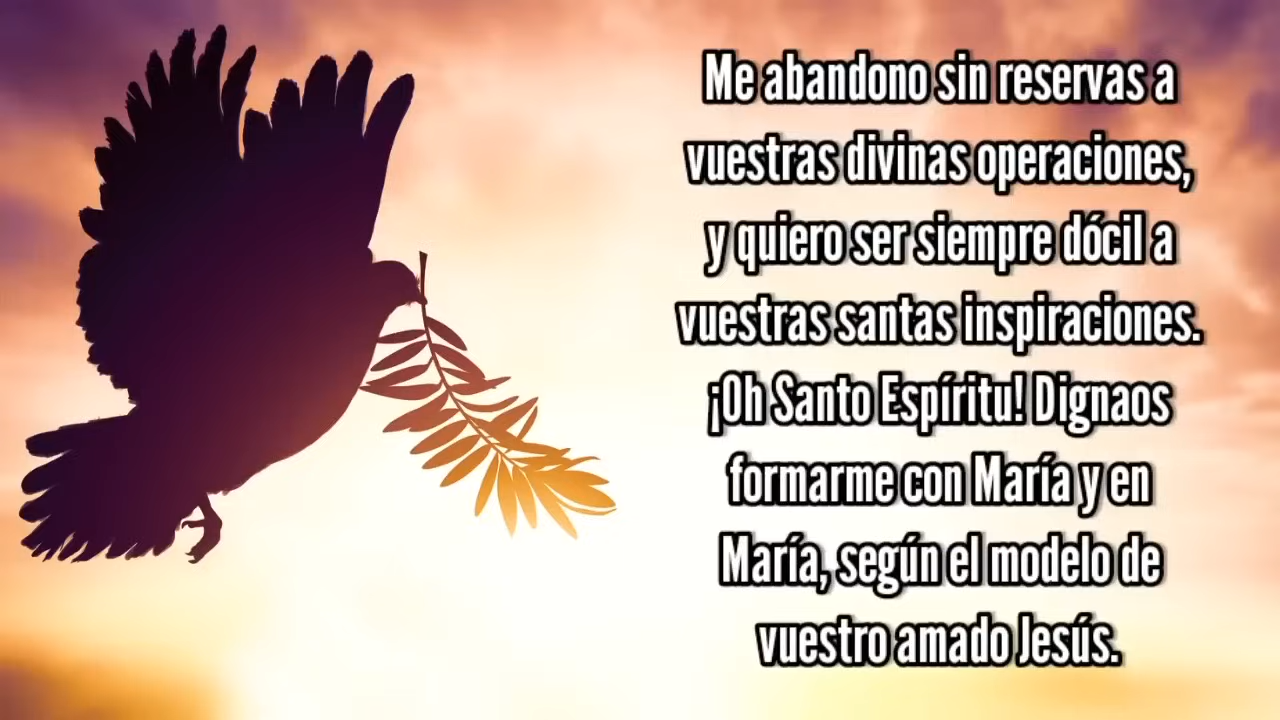 Me abandono sin reservas a
vuestras divinas operaciones,
y quiero ser siempre dócil a
vuestras santas inspiraciones.
¡Oh Santo Espíritu! Dignaos
formarme con María y en
María, según el modelo de
vuestro amado Jesús.